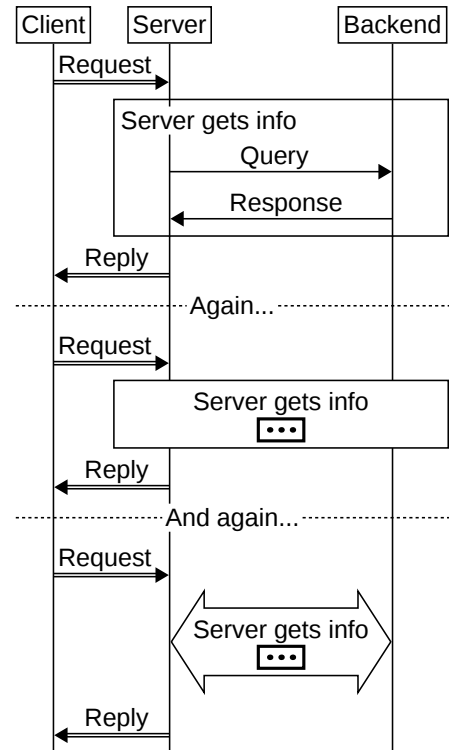 Client Server Backend
Request
Server gets info
Query
Response
Reply
Again...
Request
Server gets info
Reply
And again...
Request
Server gets info
Reply